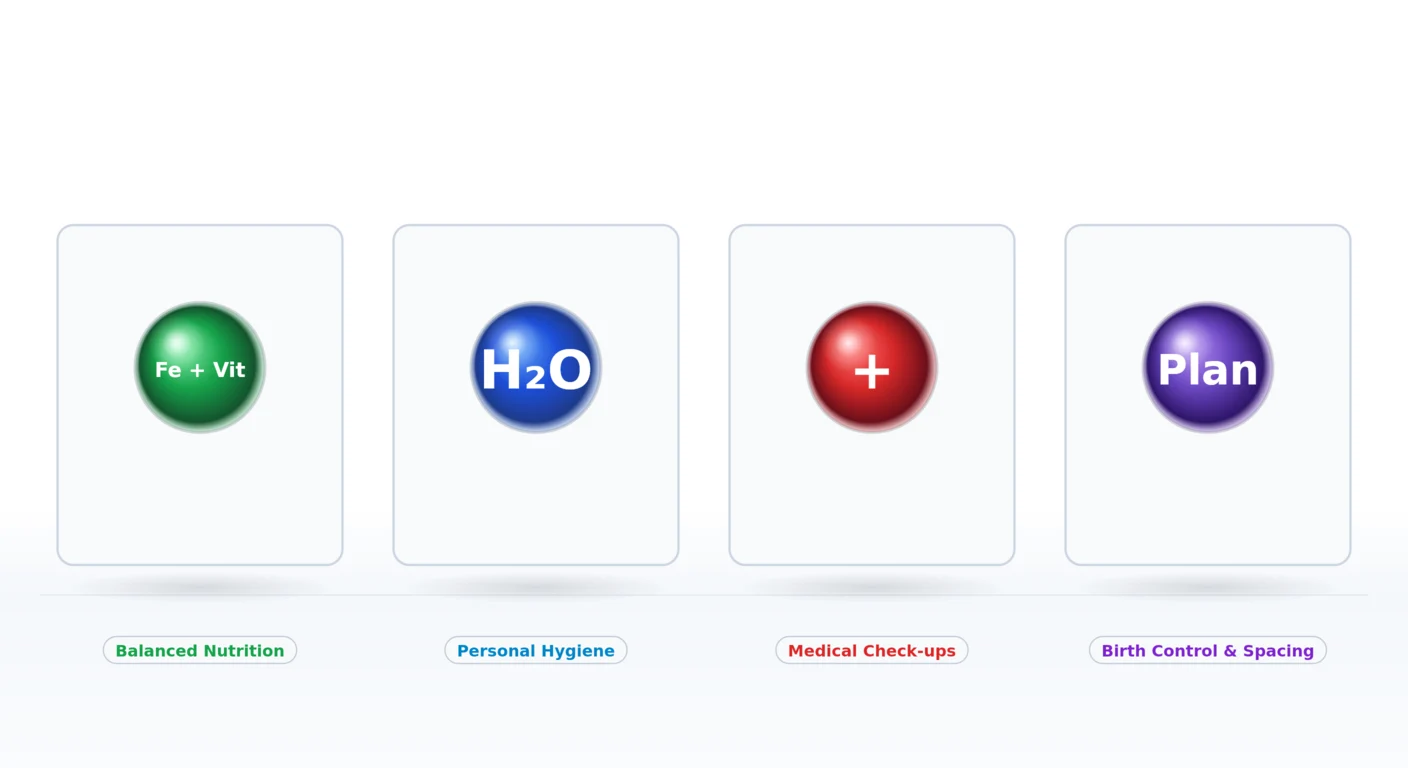 Fe + Vit
H₂O
+
Plan
Balanced Nutrition
Personal Hygiene
Medical Check-ups
Birth Control & Spacing